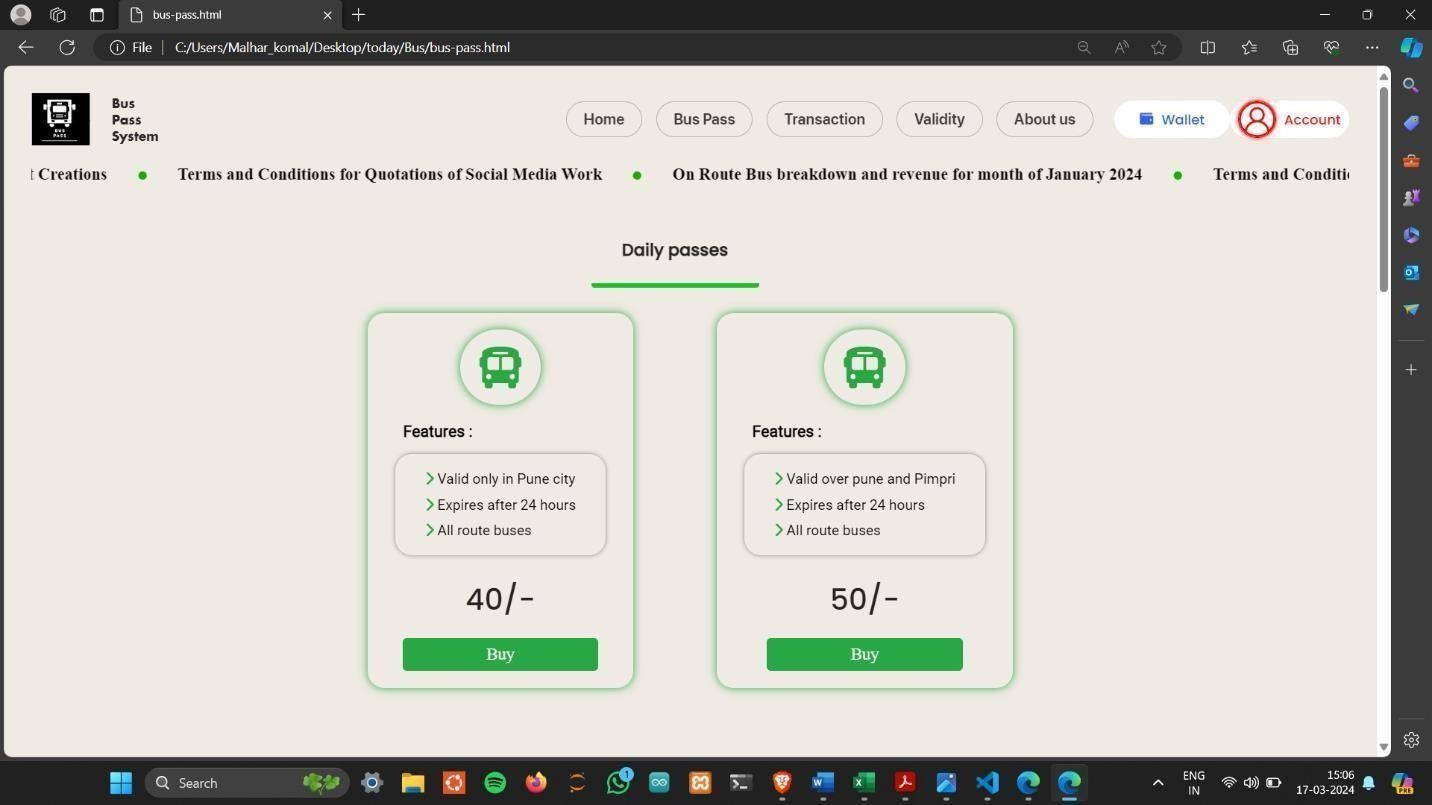 bus-pass.html
File
C:/Users/Malhar_komal/Desktop/today/Bus/bus-pass.html
BUS
PASS
Bus
Pass
System
Home
Bus Pass
Transaction
Validity
About us
Wallet
Account
t Creations
Terms and Conditions for Quotations of Social Media Work
On Route Bus breakdown and revenue for month of January 2024
Terms and Conditi
Daily passes
Features :
Valid only in Pune city
Expires after 24 hours
All route buses
40/-
Buy
Features :
Valid over pune and Pimpri
Expires after 24 hours
All route buses
50/-
Buy
Search
1
ENG
IN
15:06
17-03-2024
PRE